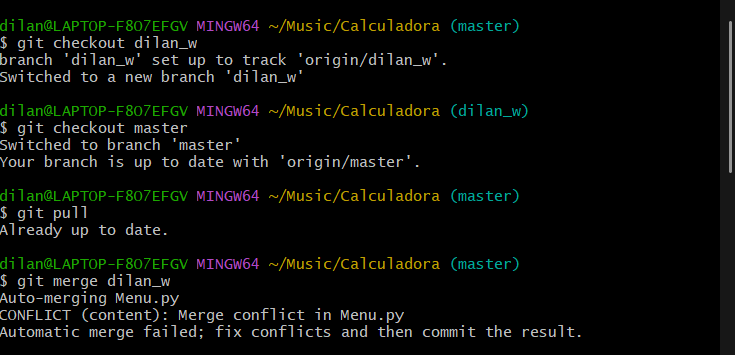 dilan@LAPTOP-F8O7EFGV MINGW64 ~/Music/Calculadora (master)
$ git checkout dilan_w
branch 'dilan_w' set up to track 'origin/dilan_w'.
Switched to a new branch 'dilan_w'
dilan@LAPTOP-F8O7EFGV MINGW64 ~/Music/Calculadora (dilan_w)
$ git checkout master
Switched to branch 'master'
Your branch is up to date with 'origin/master'.
dilan@LAPTOP-F8O7EFGV MINGW64 ~/Music/Calculadora (master)
$ git pull
Already up to date.
dilan@LAPTOP-F8O7EFGV MINGW64 ~/Music/Calculadora (master)
$ git merge dilan_w
Auto-merging Menu.py
CONFLICT (content): Merge conflict in Menu.py
Automatic merge failed; fix conflicts and then commit the result.